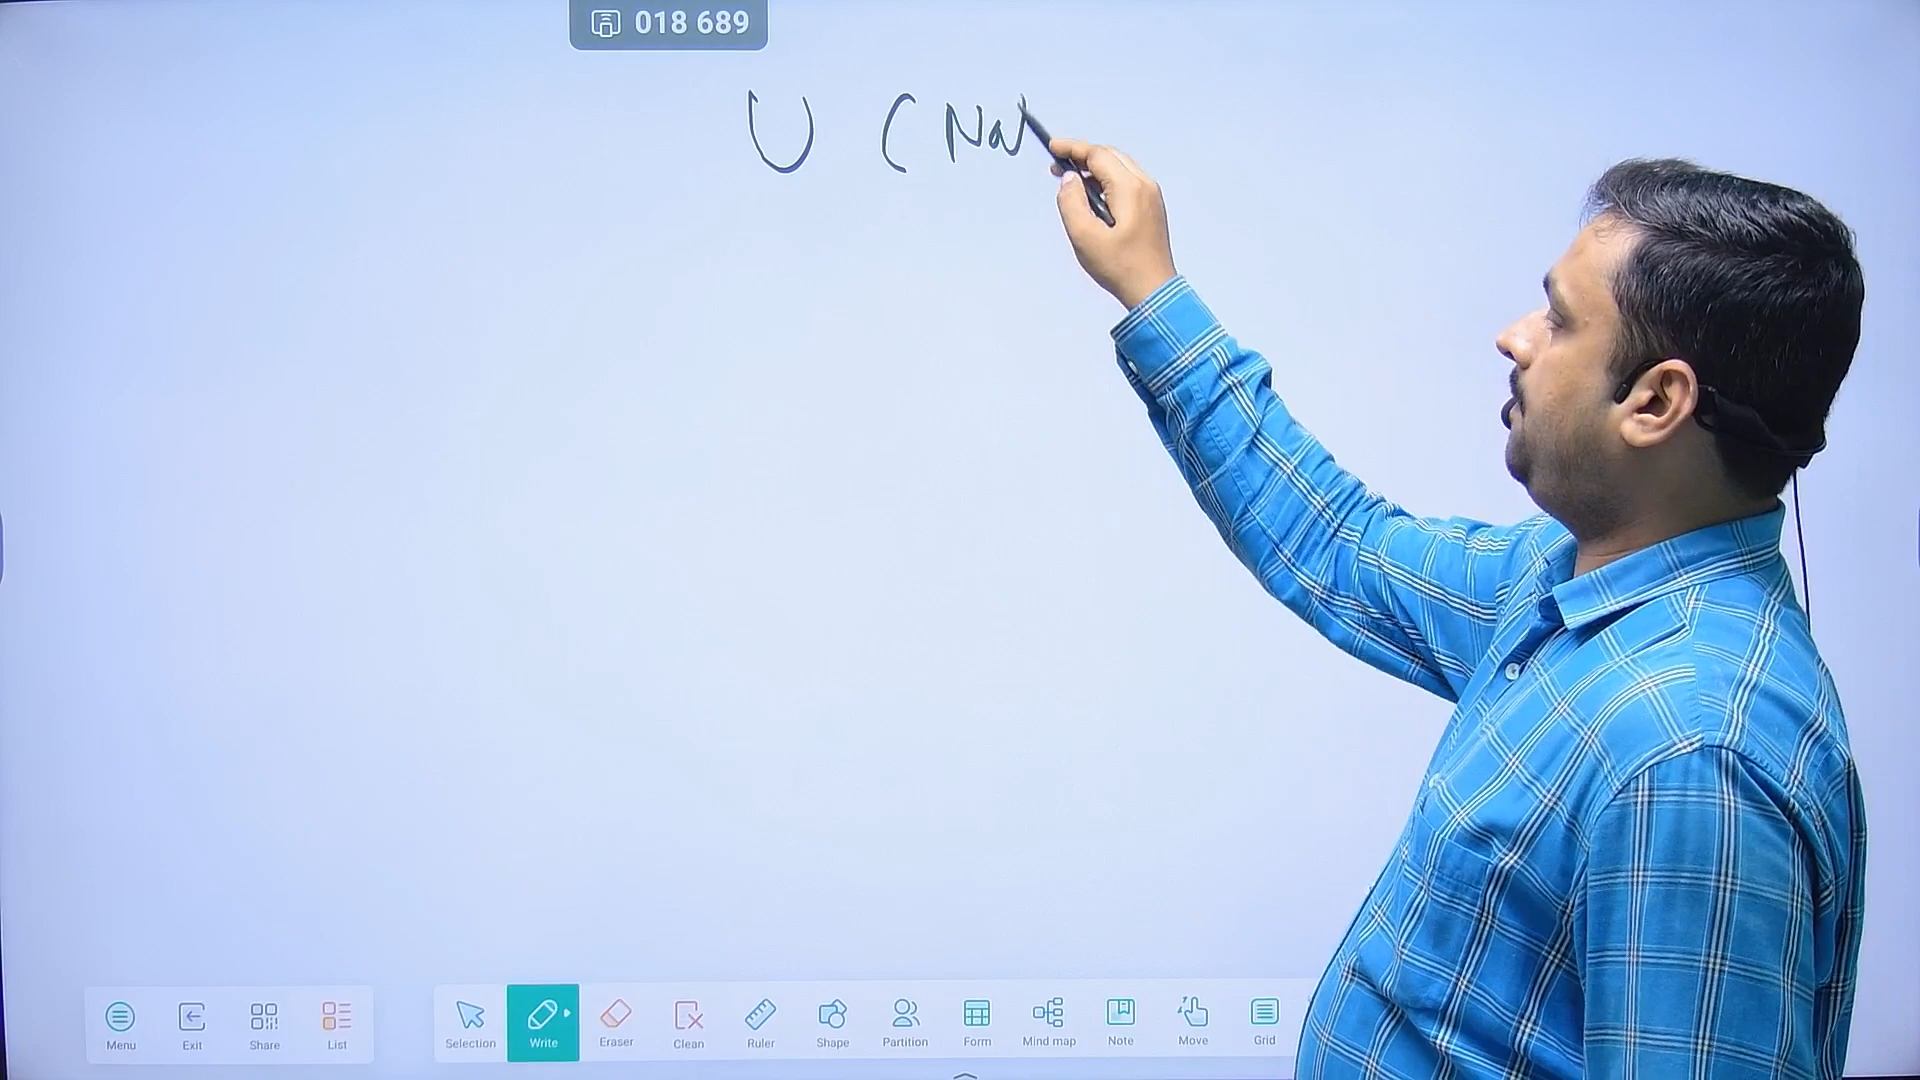 018 689
U ( Na
Menu Exit Share List Selection Write Eraser Clean Ruler Shape Partition Form Mind map Note Move Grid